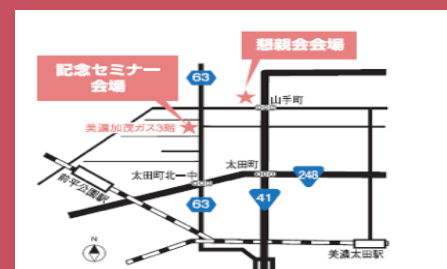 懇親会会場
記念セミナー
会場
63
山手町
美濃加茂ガス3階
太田町
太田町北一中
248
前平公園駅
63
41
N
美濃太田駅